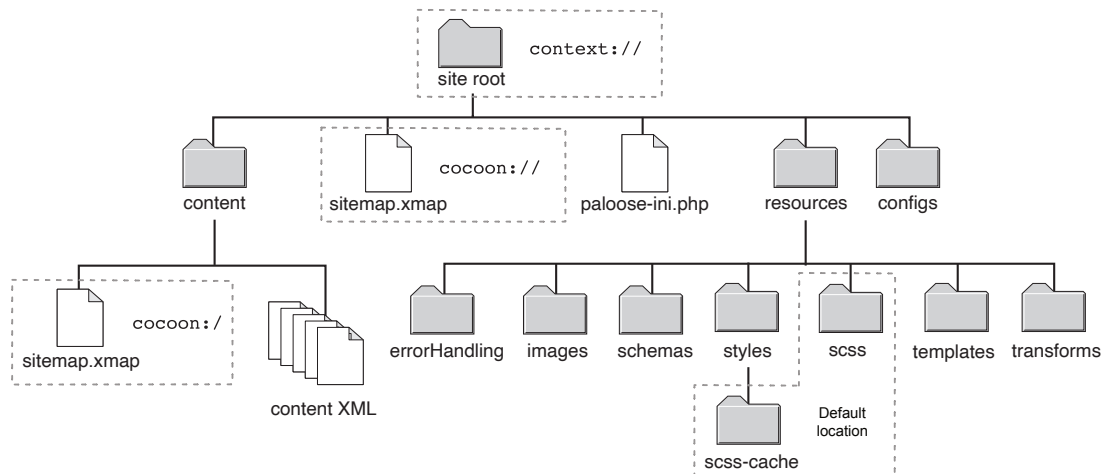 context://
site root
cocoon://
content
sitemap.xmap
paloose-ini.php
resources
configs
cocoon:/
sitemap.xmap
content XML
errorHandling
images
schemas
styles
scss
templates
transforms
Default
location
scss-cache